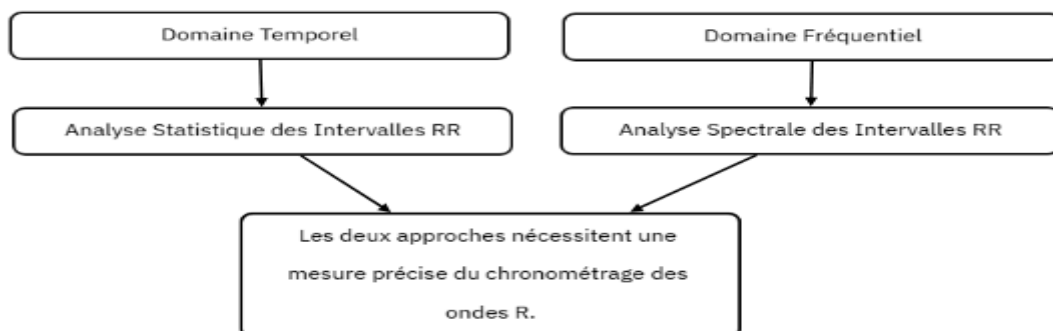 Domaine Temporel
Domaine Fréquentiel
Analyse Statistique des Intervalles RR
Analyse Spectrale des Intervalles RR
Les deux approches nécessitent une
mesure précise du chronométrage des
ondes R.